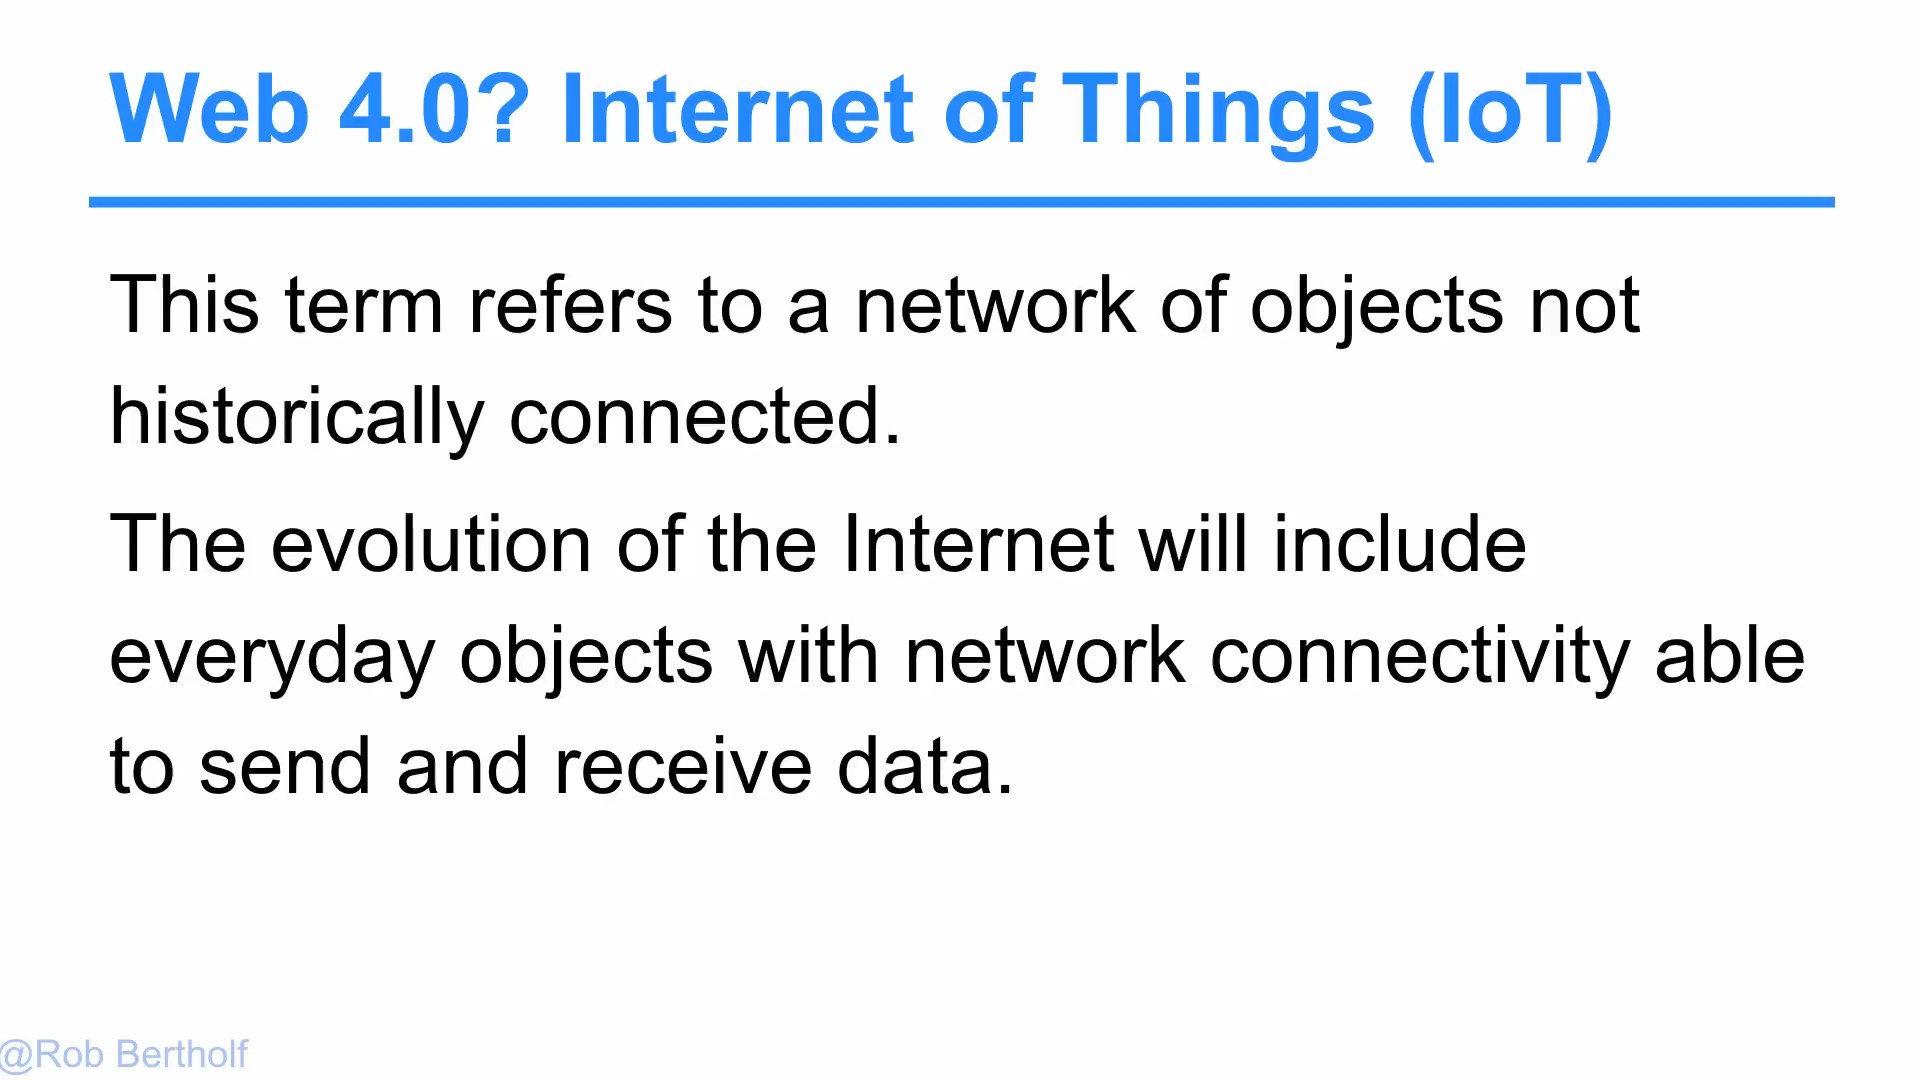 Web 4.0? Internet of Things (IoT)
This term refers to a network of objects not
historically connected.
The evolution of the Internet will include
everyday objects with network connectivity able
to send and receive data.
@Rob Bertholf